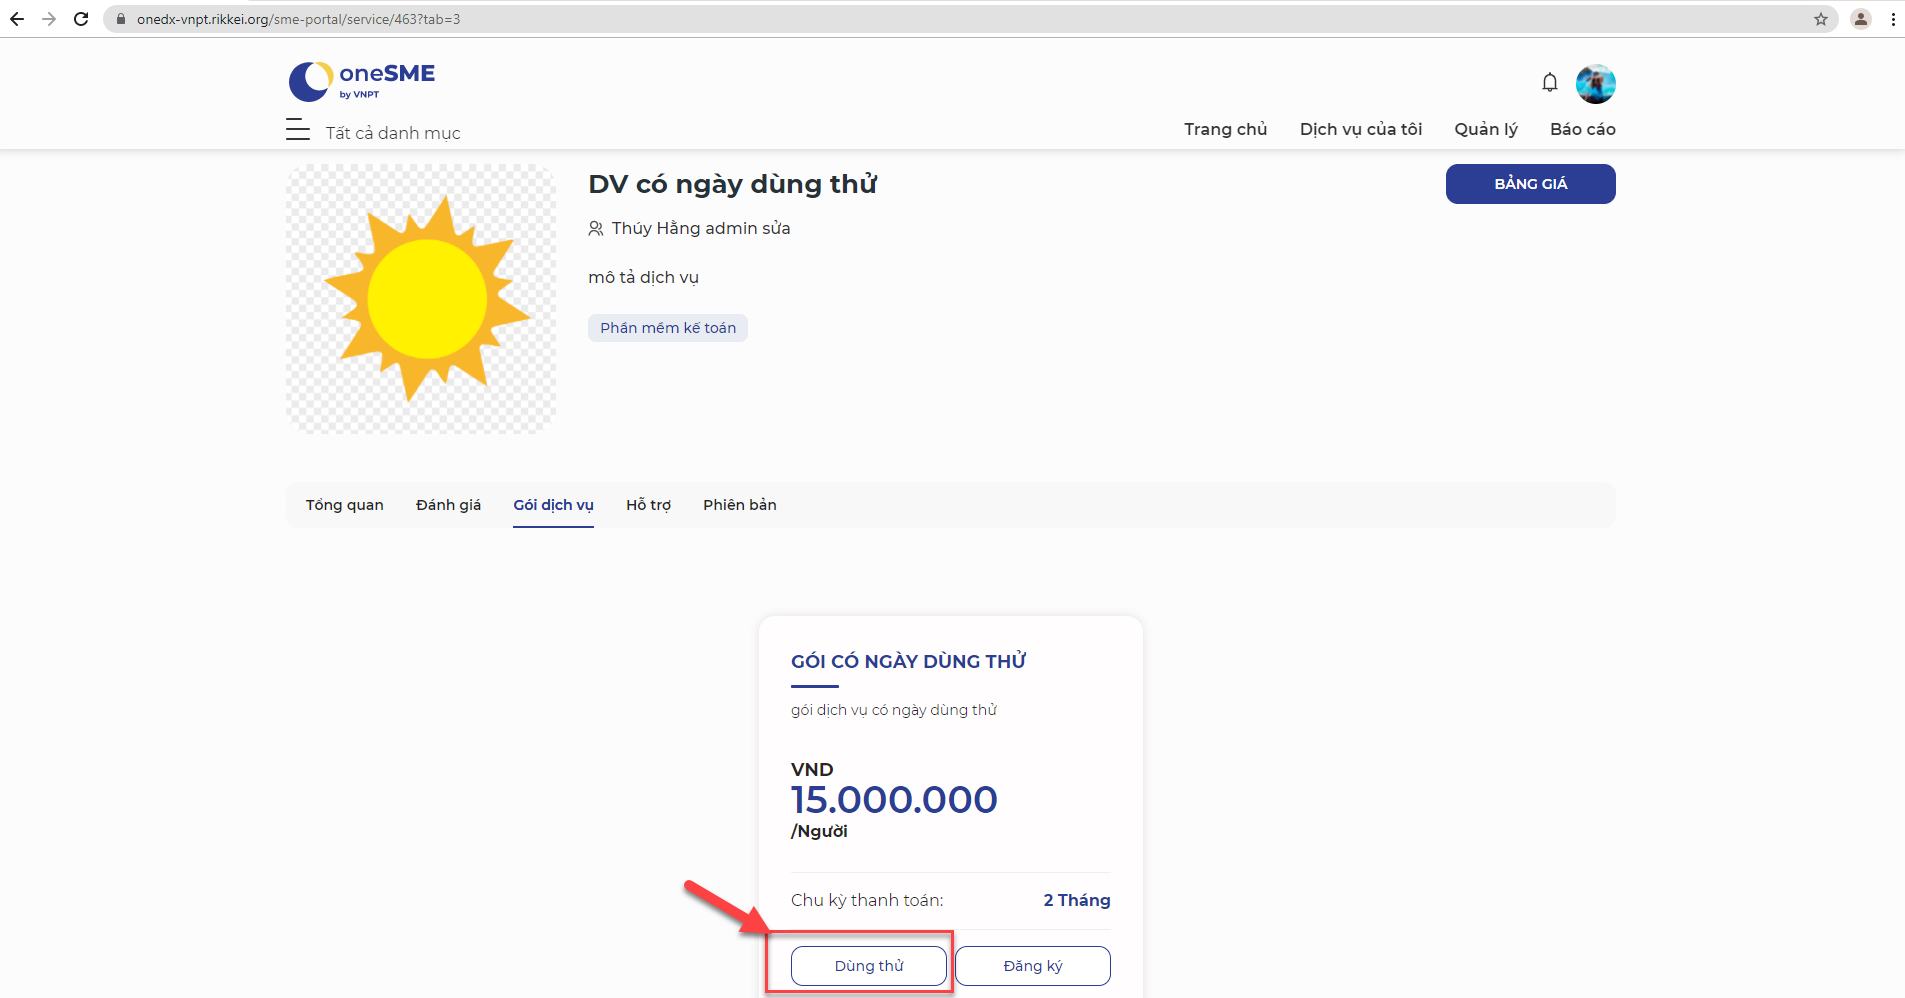 onedx-vnpt.rikkei.org/sme-portal/service/463?tab=3
oneSME
by VNPT
Tất cả danh mục
Trang chủ
Dịch vụ của tôi
Quản lý
Báo cáo
DV có ngày dùng thử
BẢNG GIÁ
Thúy Hằng admin sửa
mô tả dịch vụ
Phần mềm kế toán
Tổng quan
Đánh giá
Gói dịch vụ
Hỗ trợ
Phiên bản
GÓI CÓ NGÀY DÙNG THỬ
gói dịch vụ có ngày dùng thử
VND
15.000.000
/Người
Chu kỳ thanh toán:
2 Tháng
Dùng thử
Đăng ký